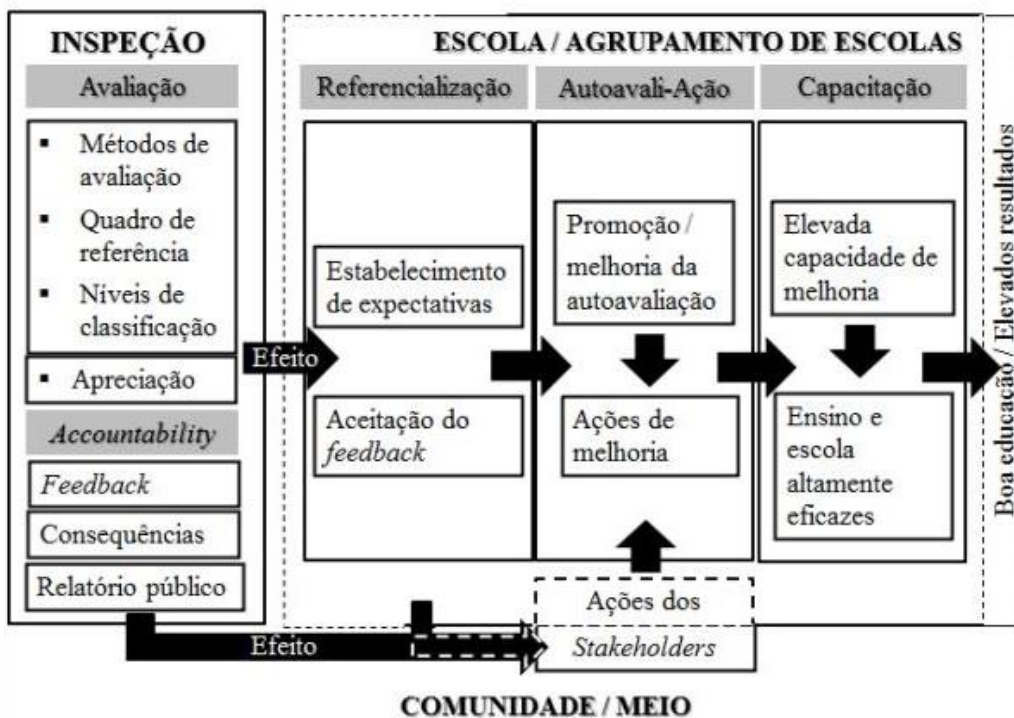 INSPEÇÃO
Avaliação
▪ Métodos de
avaliação
▪ Quadro de
referência
▪ Níveis de
classificação
▪ Apreciação
Accountability
Feedback
Consequências
Relatório público
Efeito
ESCOLA / AGRUPAMENTO DE ESCOLAS
Referencialização
Estabelecimento
de expectativas
Aceitação do
feedback
Autoavali-Ação
Promoção /
melhoria da
autoavaliação
Ações de
melhoria
Capacitação
Elevada
capacidade de
melhoria
Ensino e
escola
altamente
eficazes
Boa educação / Elevados resultados
Efeito
Ações dos
Stakeholders
COMUNIDADE / MEIO